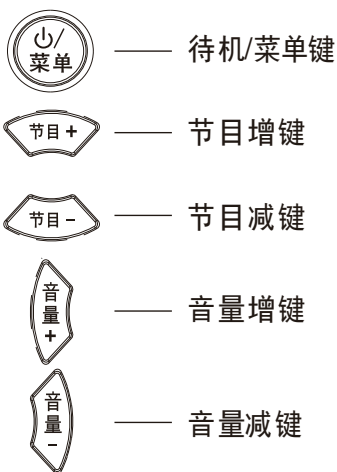 ⏻/
菜单
待机/菜单键
节目+
节目增键
节目-
节目减键
音
量
+
音量增键
音
量
-
音量减键